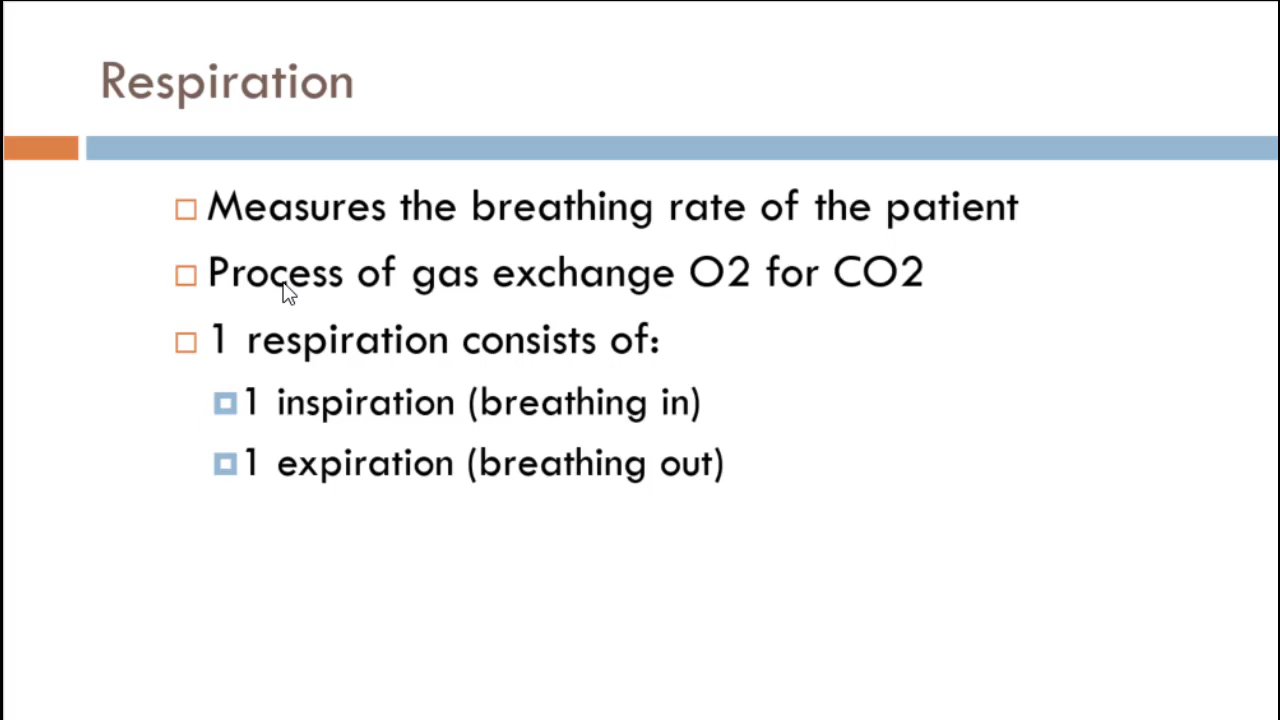 Respiration
Measures the breathing rate of the patient
Process of gas exchange O2 for CO2
1 respiration consists of:
1 inspiration (breathing in)
1 expiration (breathing out)